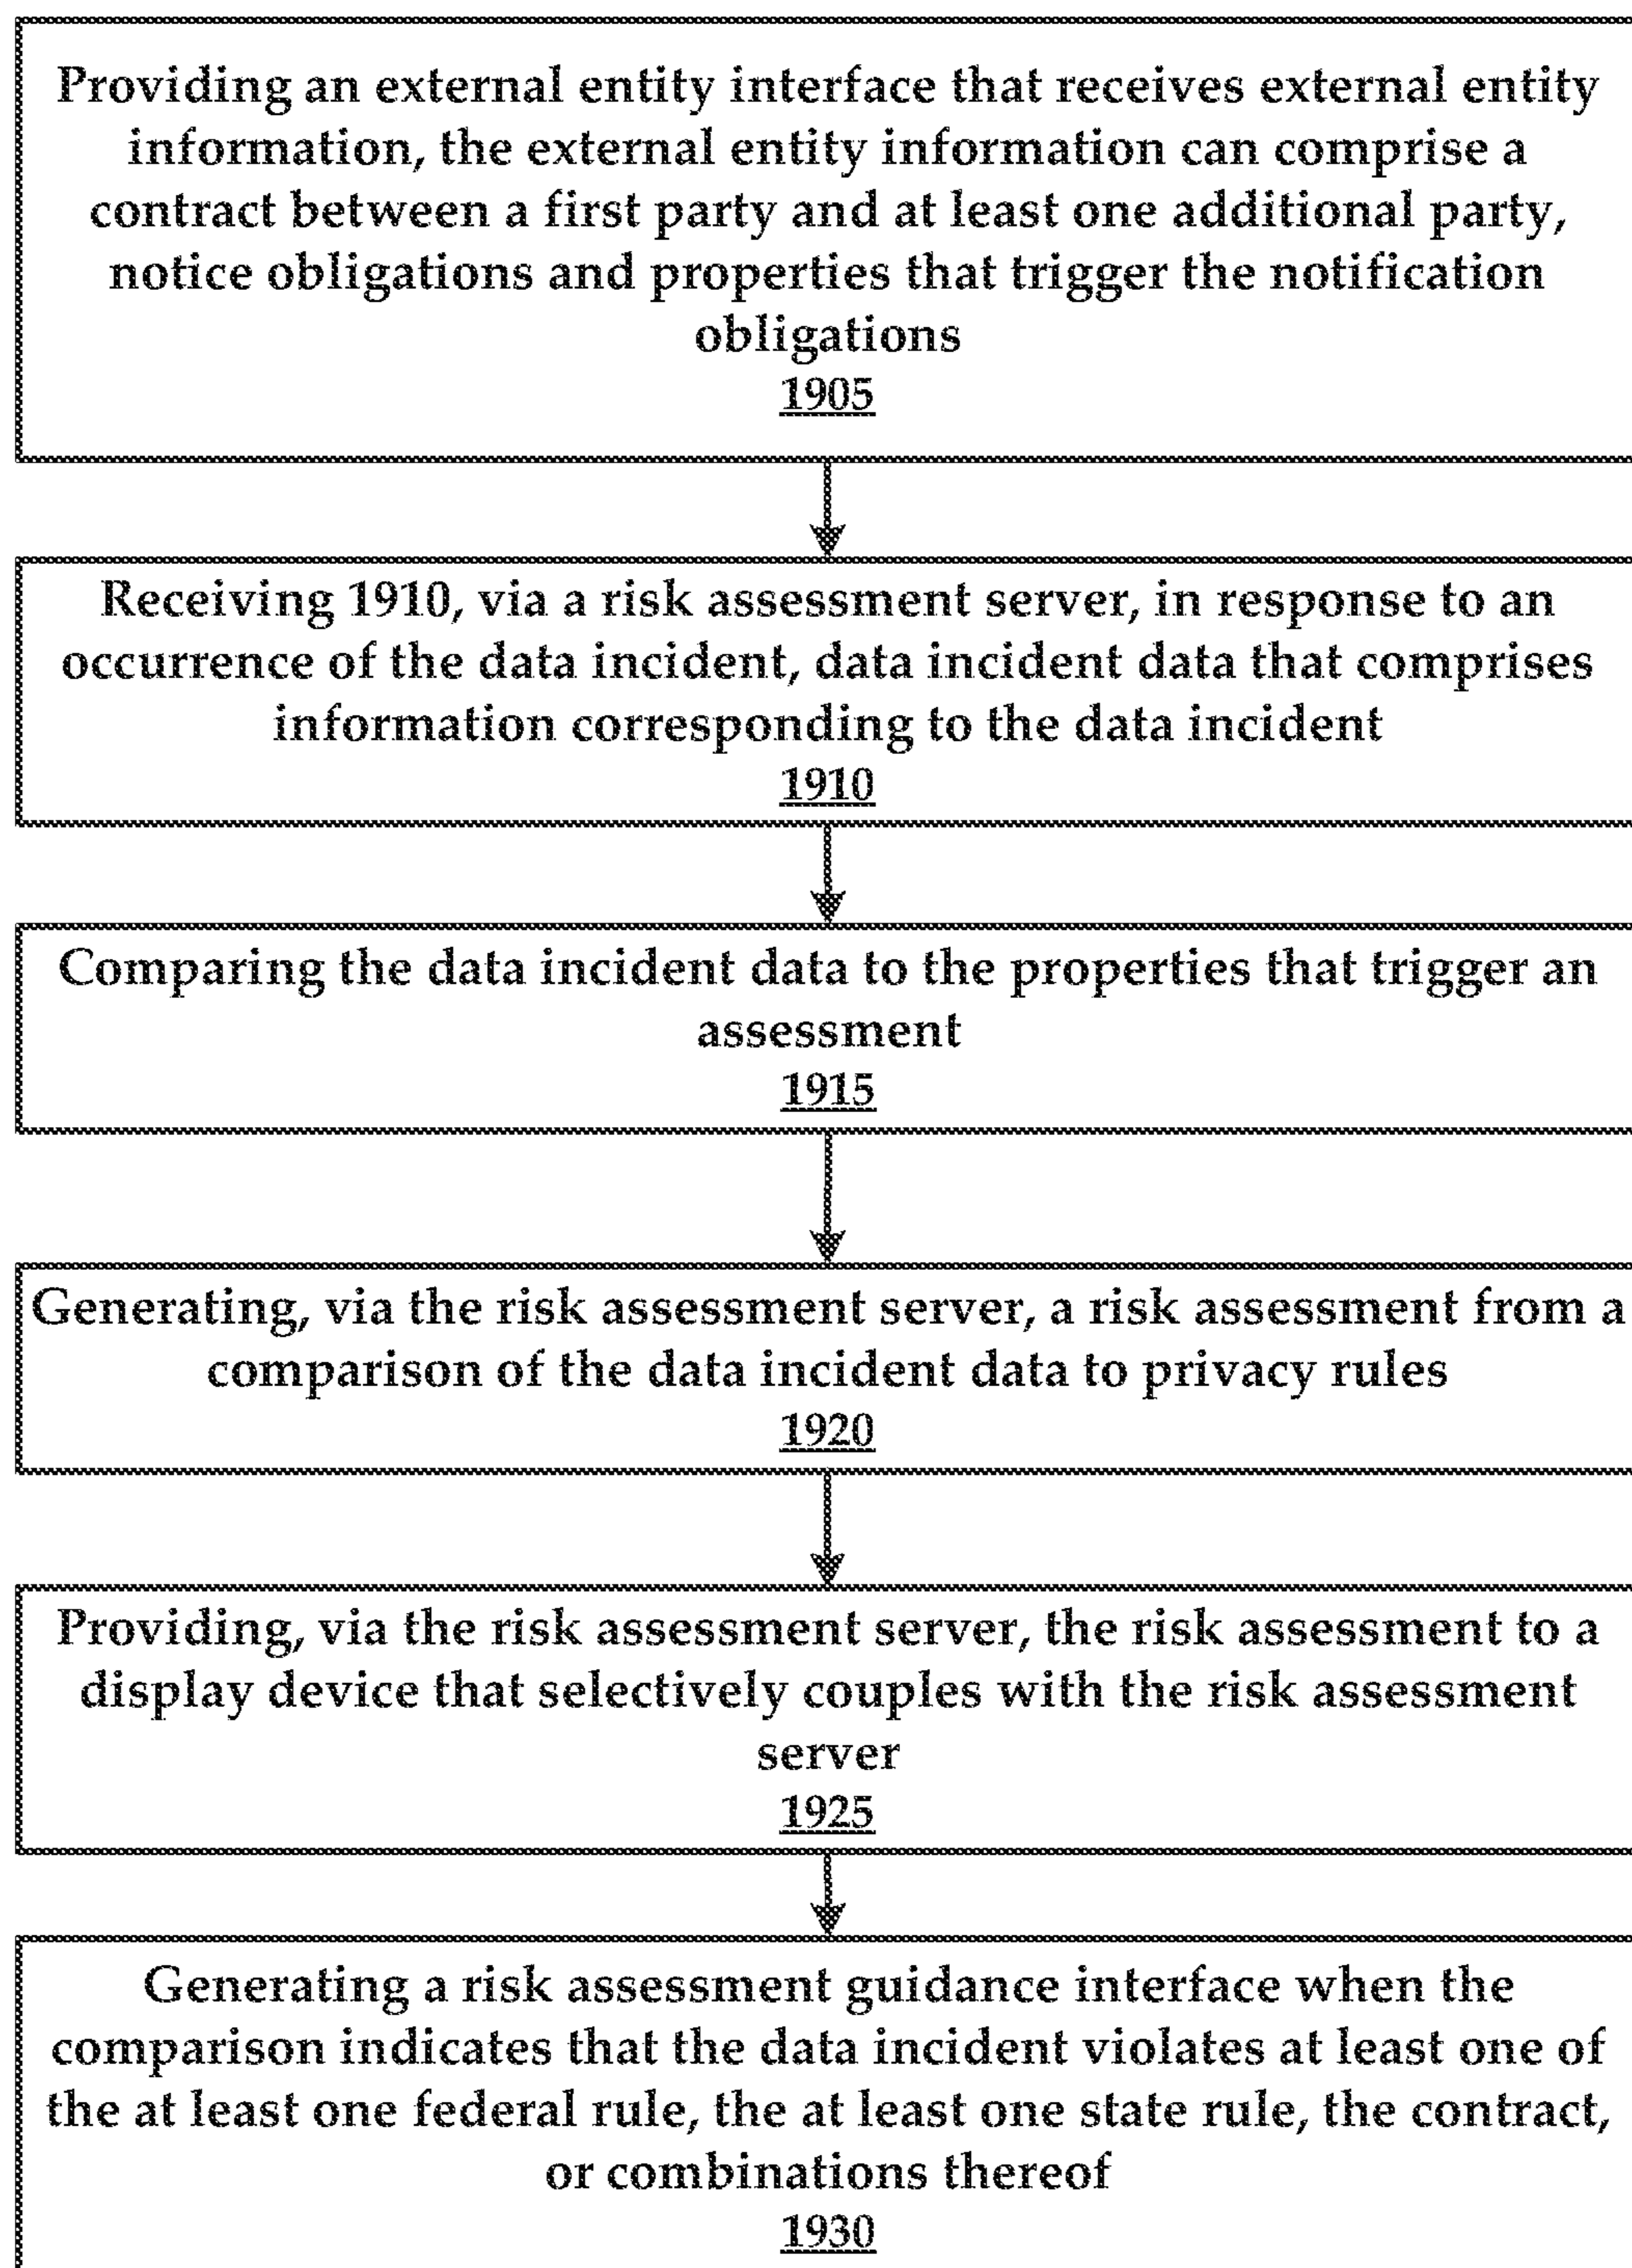 Providing an external entity interface that receives external entity
information, the external entity information can comprise a
contract between a first party and at least one additional party,
notice obligations and properties that trigger the notification
obligations
1905
Receiving 1910, via a risk assessment server, in response to an
occurrence of the data incident, data incident data that comprises
information corresponding to the data incident
1910
Comparing the data incident data to the properties that trigger an
assessment
1915
Generating, via the risk assessment server, a risk assessment from a
comparison of the data incident data to privacy rules
1920
Providing, via the risk assessment server, the risk assessment to a
display device that selectively couples with the risk assessment
server
1925
Generating a risk assessment guidance interface when the
comparison indicates that the data incident violates at least one of
the at least one federal rule, the at least one state rule, the contract,
or combinations thereof
1930